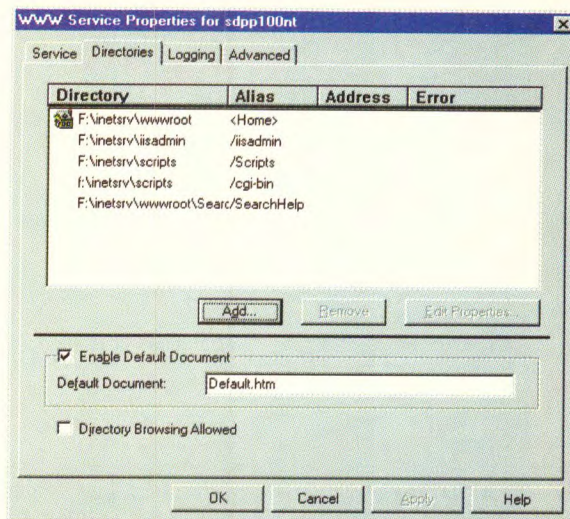 WWW Service Properties for sdpp100nt
Service Directories Logging Advanced
Directory Alias Address Error
F:\inetsrv\wwwroot <Home>
F:\inetsrv\iisadmin /iisadmin
F:\inetsrv\scripts /Scripts
f:\inetsrv\scripts /cgi-bin
F:\inetsrv\wwwroot\Searc/SearchHelp
Add... Remove Edit Properties...
Enable Default Document
Default Document: Default.htm
Directory Browsing Allowed
OK Cancel Apply Help